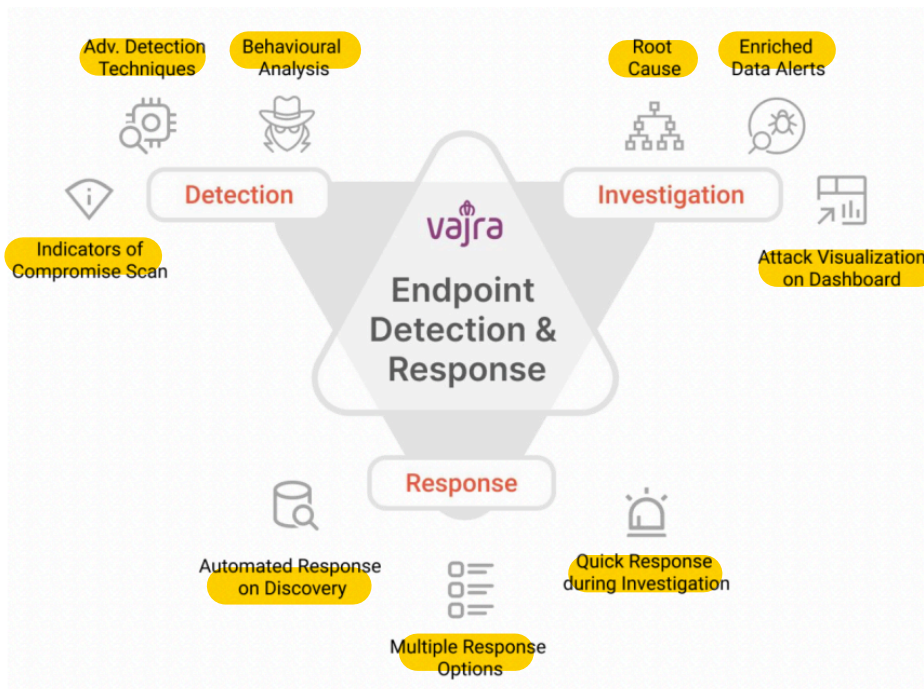 Adv. Detection
Techniques
Behavioural
Analysis
Root
Cause
Enriched
Data Alerts
Detection
Investigation
Indicators of
Compromise Scan
vajra
Attack Visualization
on Dashboard
Endpoint
Detection &
Response
Response
Automated Response
on Discovery
Quick Response
during Investigation
Multiple Response
Options